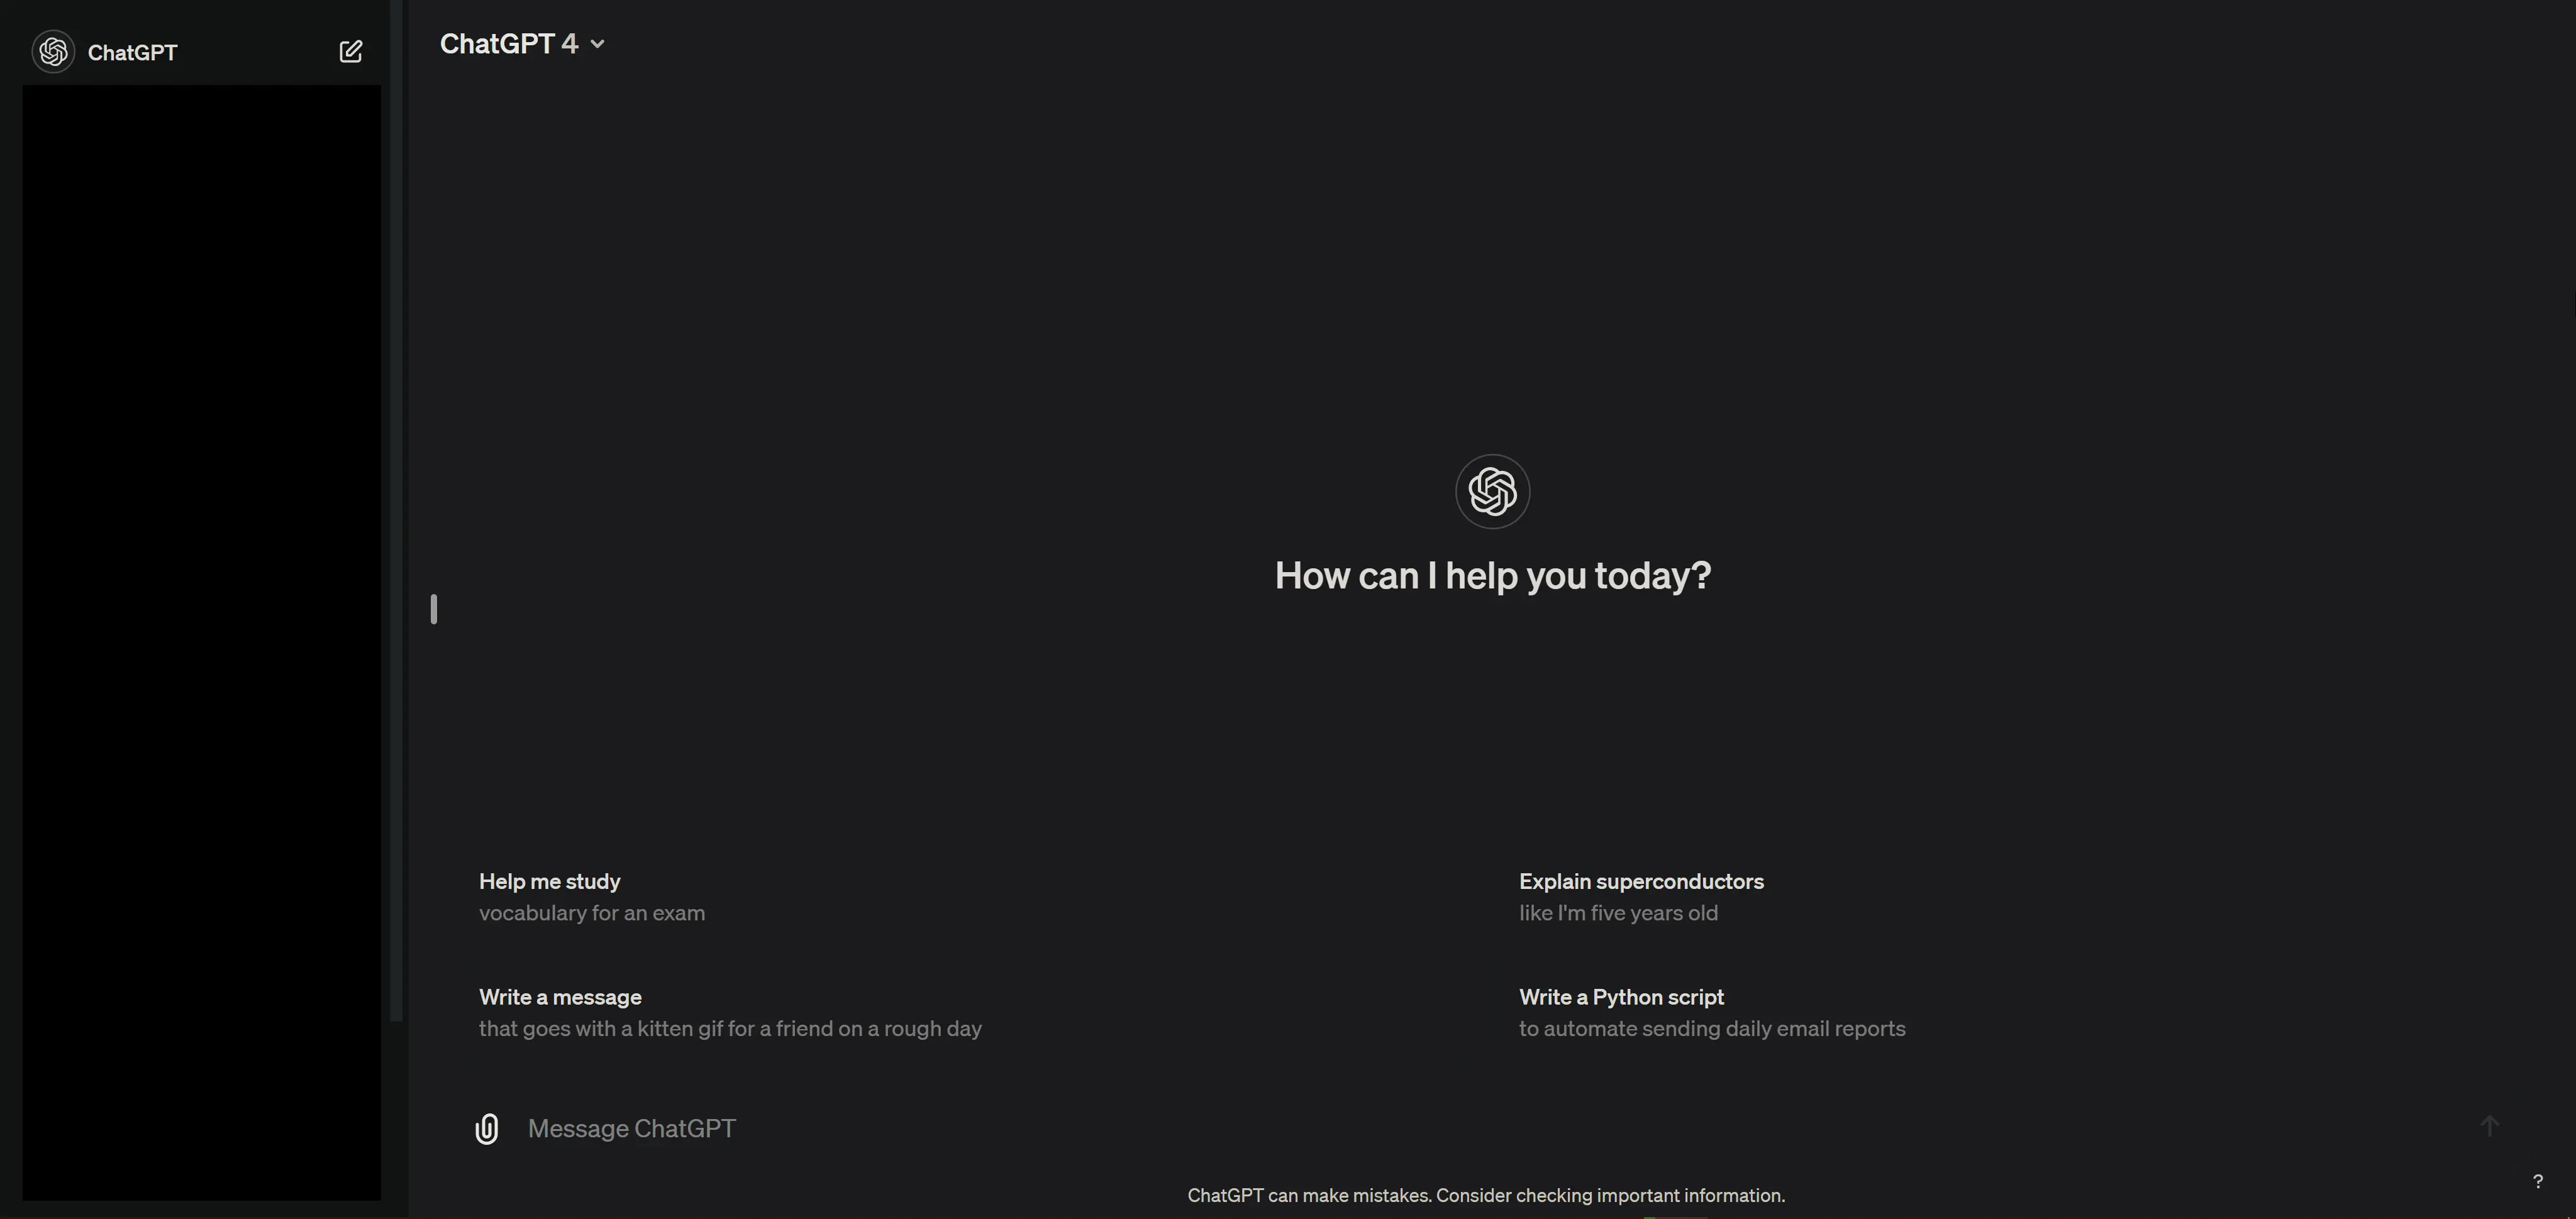 ChatGPT
ChatGPT 4
How can I help you today?
Help me study
vocabulary for an exam
Explain superconductors
like I'm five years old
Write a message
that goes with a kitten gif for a friend on a rough day
Write a Python script
to automate sending daily email reports
Message ChatGPT
ChatGPT can make mistakes. Consider checking important information.
?